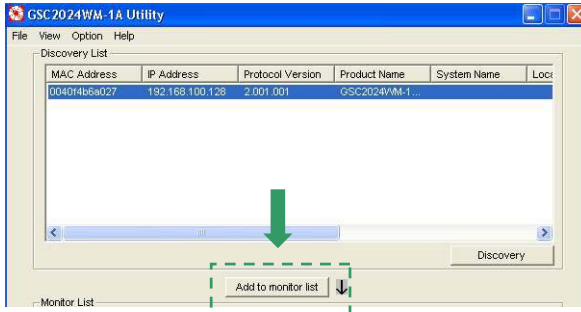 GSC2024WM-1A Utility
File View Option Help
Discovery List
MAC Address IP Address Protocol Version Product Name System Name Loca
0040f4b6a027 192.168.100.128 2.001.001 GSC2024WM-1...
Discovery
Add to monitor list
Monitor List